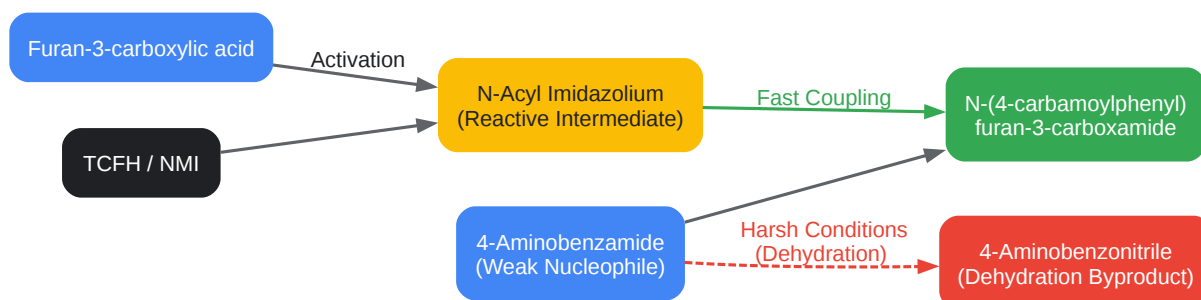 Furan-3-carboxylic acid
Activation
TCFH / NMI
N-Acyl Imidazolium
(Reactive Intermediate)
Fast Coupling
N-(4-carbamoylphenyl)
furan-3-carboxamide
4-Aminobenzamide
(Weak Nucleophile)
Harsh Conditions
(Dehydration)
4-Aminobenzonitrile
(Dehydration Byproduct)